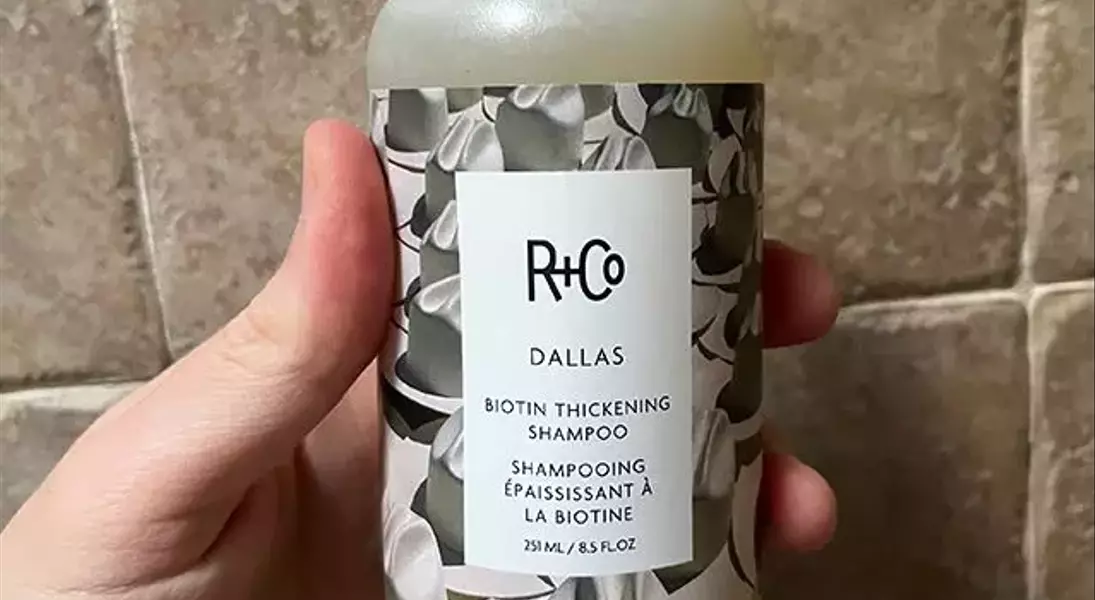 R+Co
DALLAS
BIOTIN THICKENING
SHAMPOO
SHAMPOOING
ÉPAISSISSANT À
LA BIOTINE
251 ML / 8.5 FL.OZ